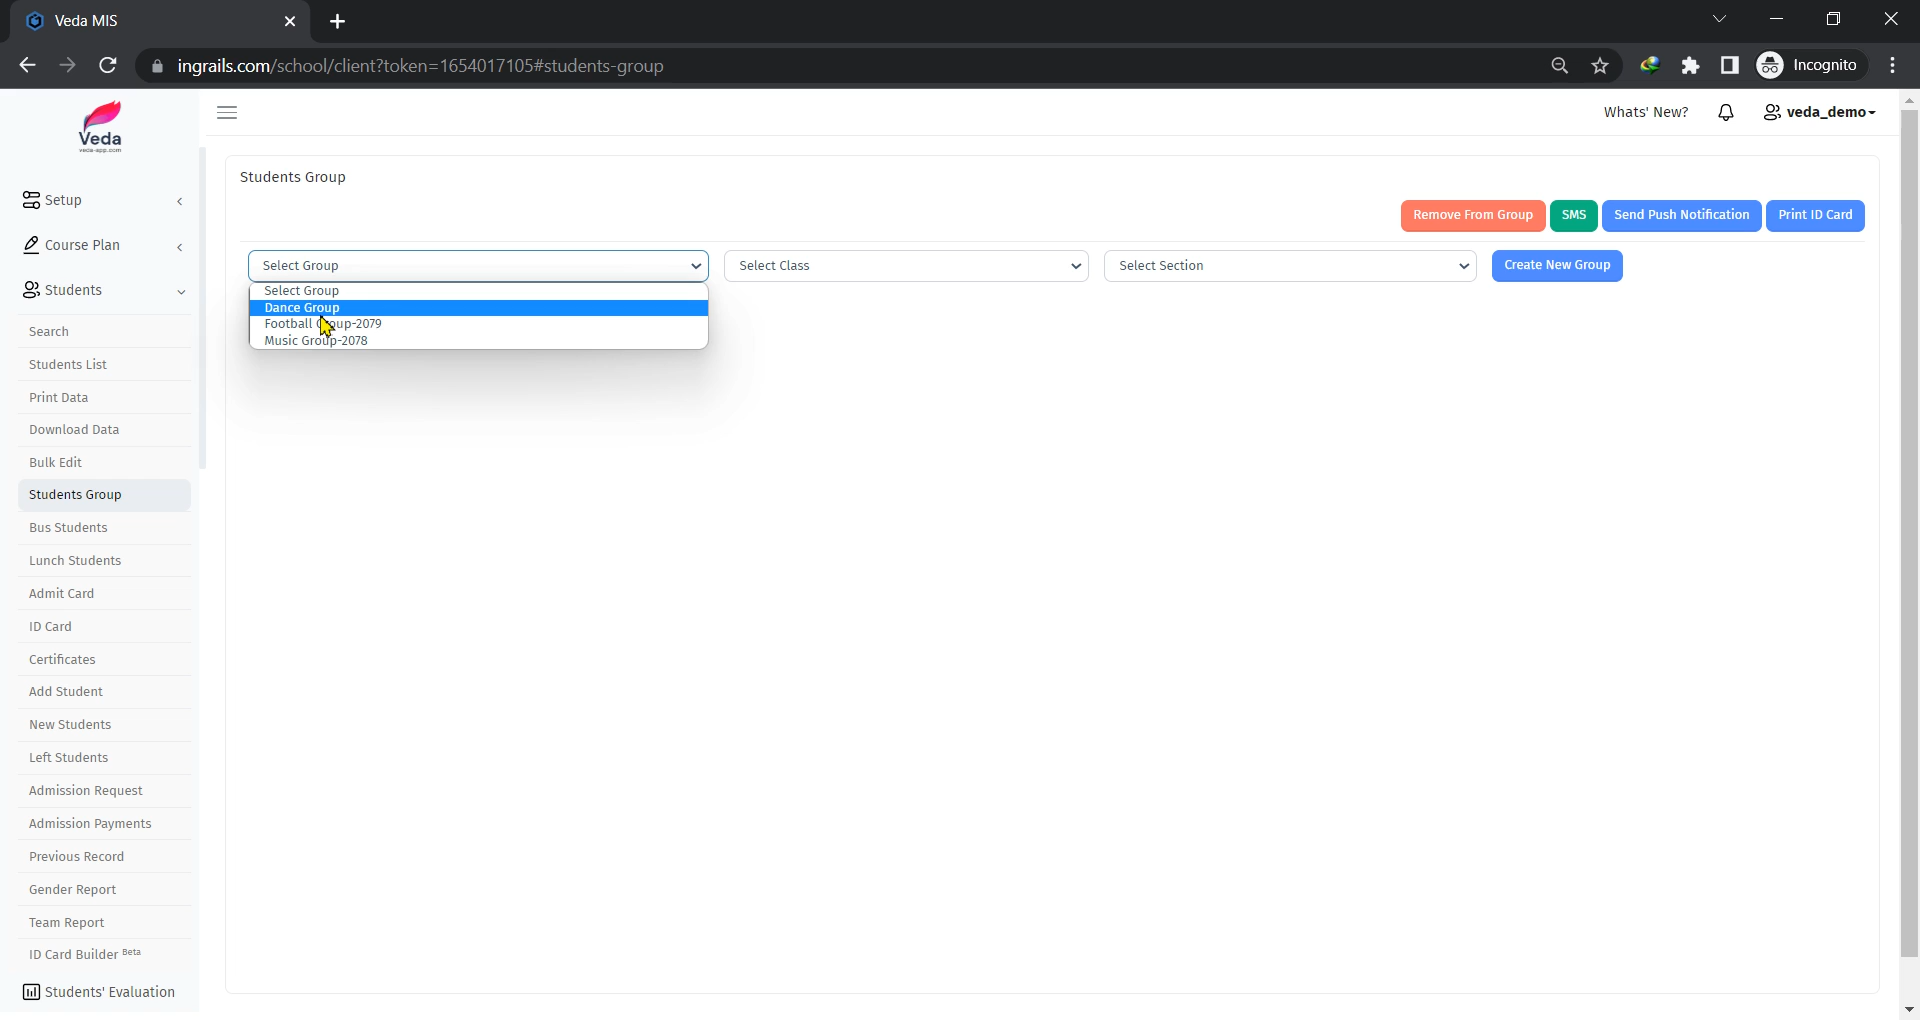 Veda MIS
ingrails.com/school/client?token=1654017105#students-group
Incognito
Veda
veda-app.com
Whats' New?
veda_demo
Setup
Course Plan
Students
Search
Students List
Print Data
Download Data
Bulk Edit
Students Group
Bus Students
Lunch Students
Admit Card
ID Card
Certificates
Add Student
New Students
Left Students
Admission Request
Admission Payments
Previous Record
Gender Report
Team Report
ID Card Builder Beta
Students' Evaluation
Students Group
Remove From Group SMS Send Push Notification Print ID Card
Select Group Select Class Select Section Create New Group
Select Group
Dance Group
Football Group-2079
Music Group-2078